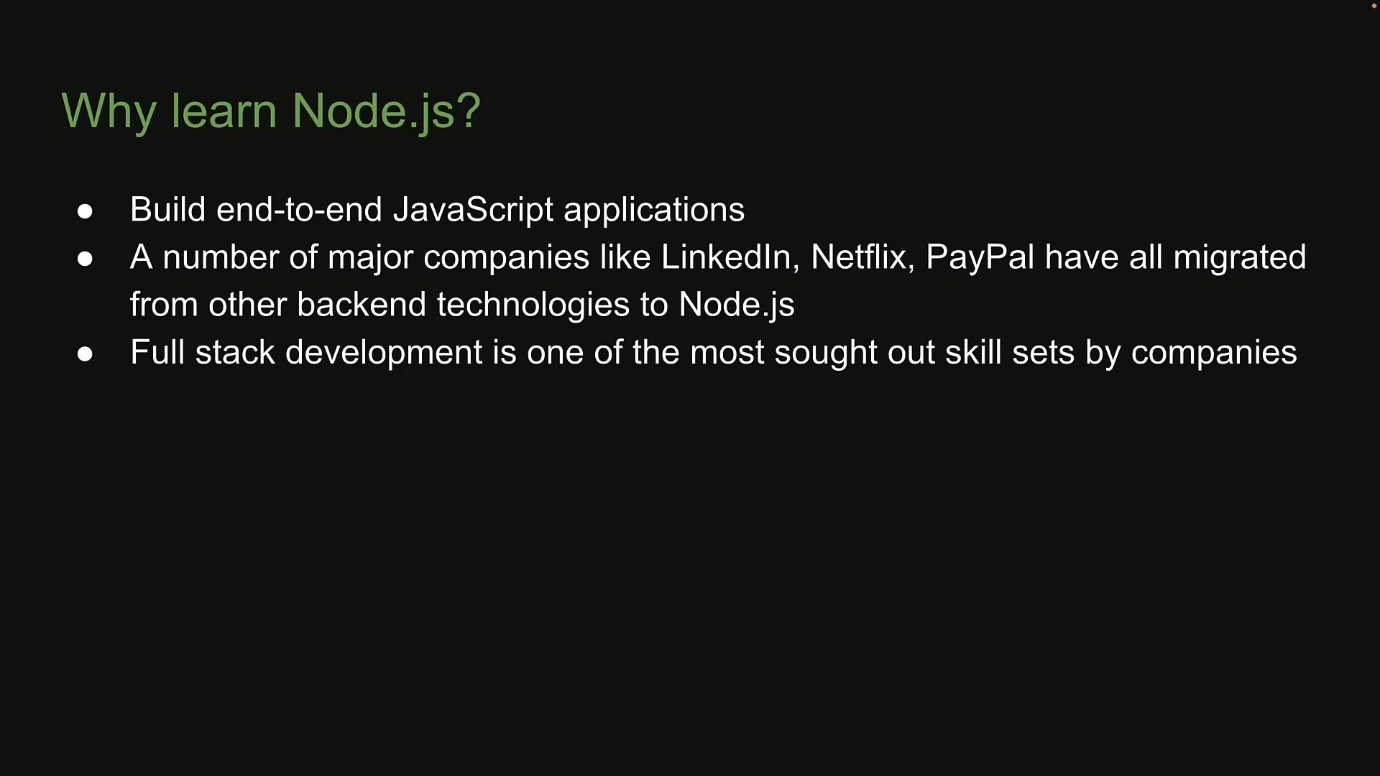 Why learn Node.js?
● Build end-to-end JavaScript applications
● A number of major companies like LinkedIn, Netflix, PayPal have all migrated
from other backend technologies to Node.js
● Full stack development is one of the most sought out skill sets by companies